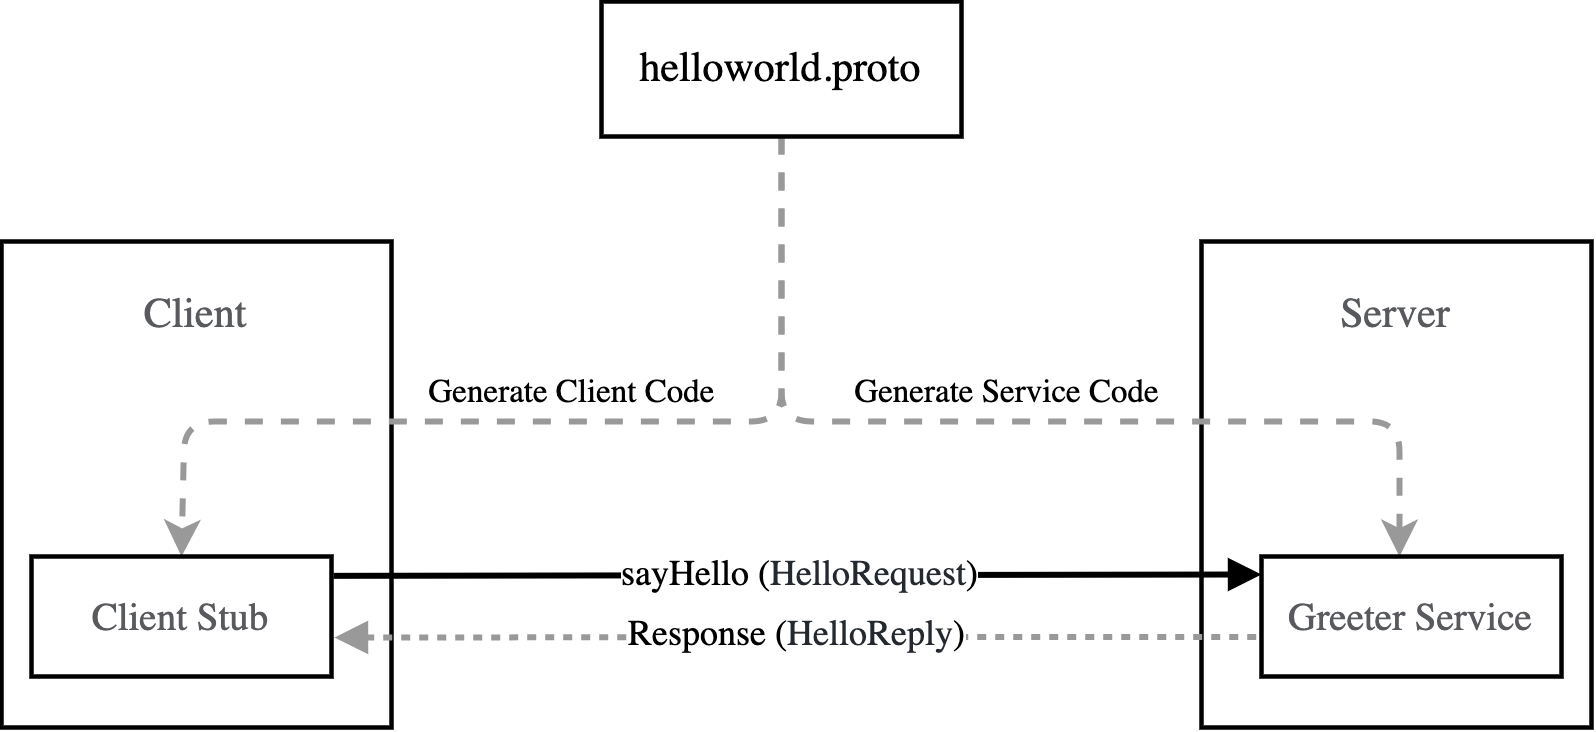 helloworld.proto
Client
Server
Generate Client Code
Generate Service Code
sayHello (HelloRequest)
Client Stub
Greeter Service
Response (HelloReply)